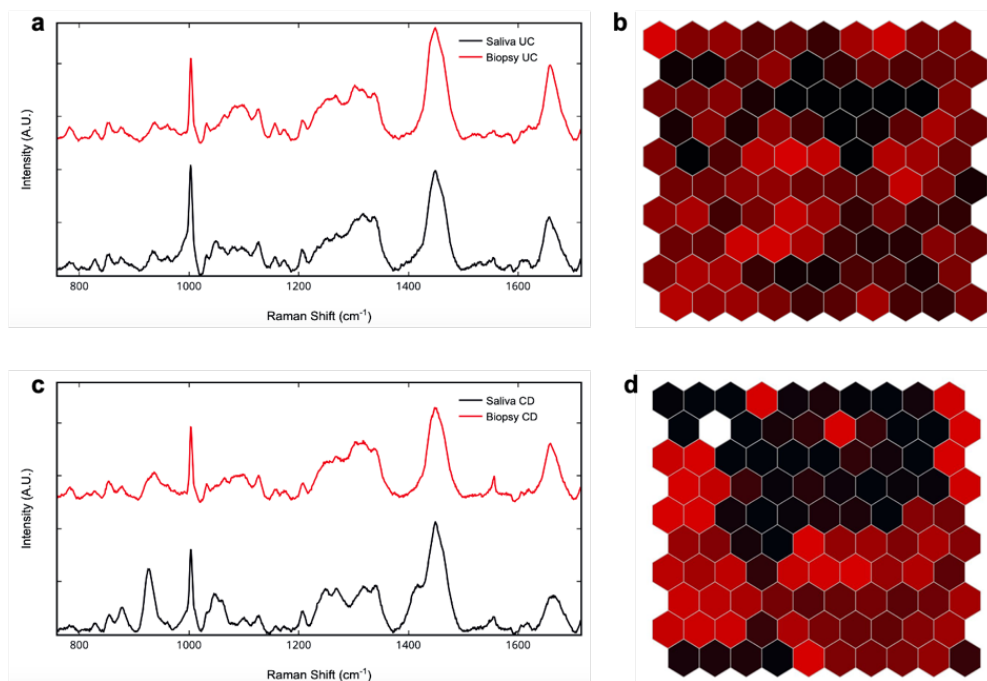 a
b
Saliva UC
Biopsy UC
Intensity (A.U.)
800 1000 1200 1400 1600
Raman Shift (cm⁻¹)
c
d
Saliva CD
Biopsy CD
Intensity (A.U.)
800 1000 1200 1400 1600
Raman Shift (cm⁻¹)